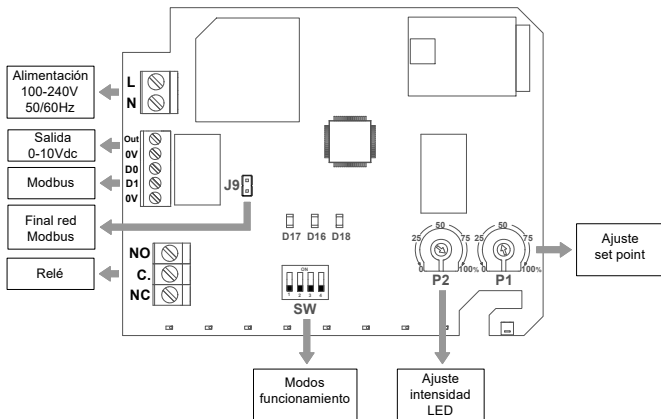 Alimentación
100-240V
50/60Hz
L
N
Salida
0-10Vdc
Out
0V
D0
D1
0V
Modbus
J9
Final red
Modbus
D17 D16 D18
Relé
NO
C.
NC
ON
1 2 3 4
SW
0 25 50 75 100%
P2
0 25 50 75 100%
P1
Ajuste
set point
Modos
funcionamiento
Ajuste
intensidad
LED